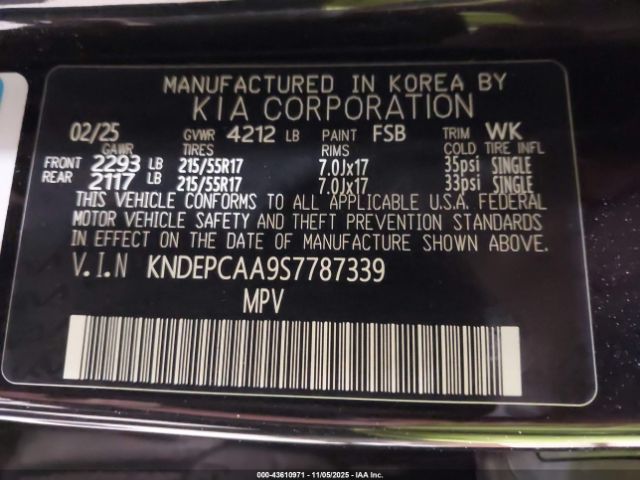 MANUFACTURED IN KOREA BY
KIA CORPORATION
02/25 GVWR 4212 LB PAINT FSB TRIM WK
GAWR TIRES RIMS COLD TIRE INFL
FRONT 2293 LB 215/55R17 7.0Jx17 35psi SINGLE
REAR 2117 LB 215/55R17 7.0Jx17 33psi SINGLE
THIS VEHICLE CONFORMS TO ALL APPLICABLE U.S.A. FEDERAL
MOTOR VEHICLE SAFETY AND THEFT PREVENTION STANDARDS
IN EFFECT ON THE DATE OF MANUFACTURE SHOWN ABOVE.
V.I.N KNDEPCAA9S7787339
MPV
000-43610971 - 11/05/2025 - IAA, Inc.